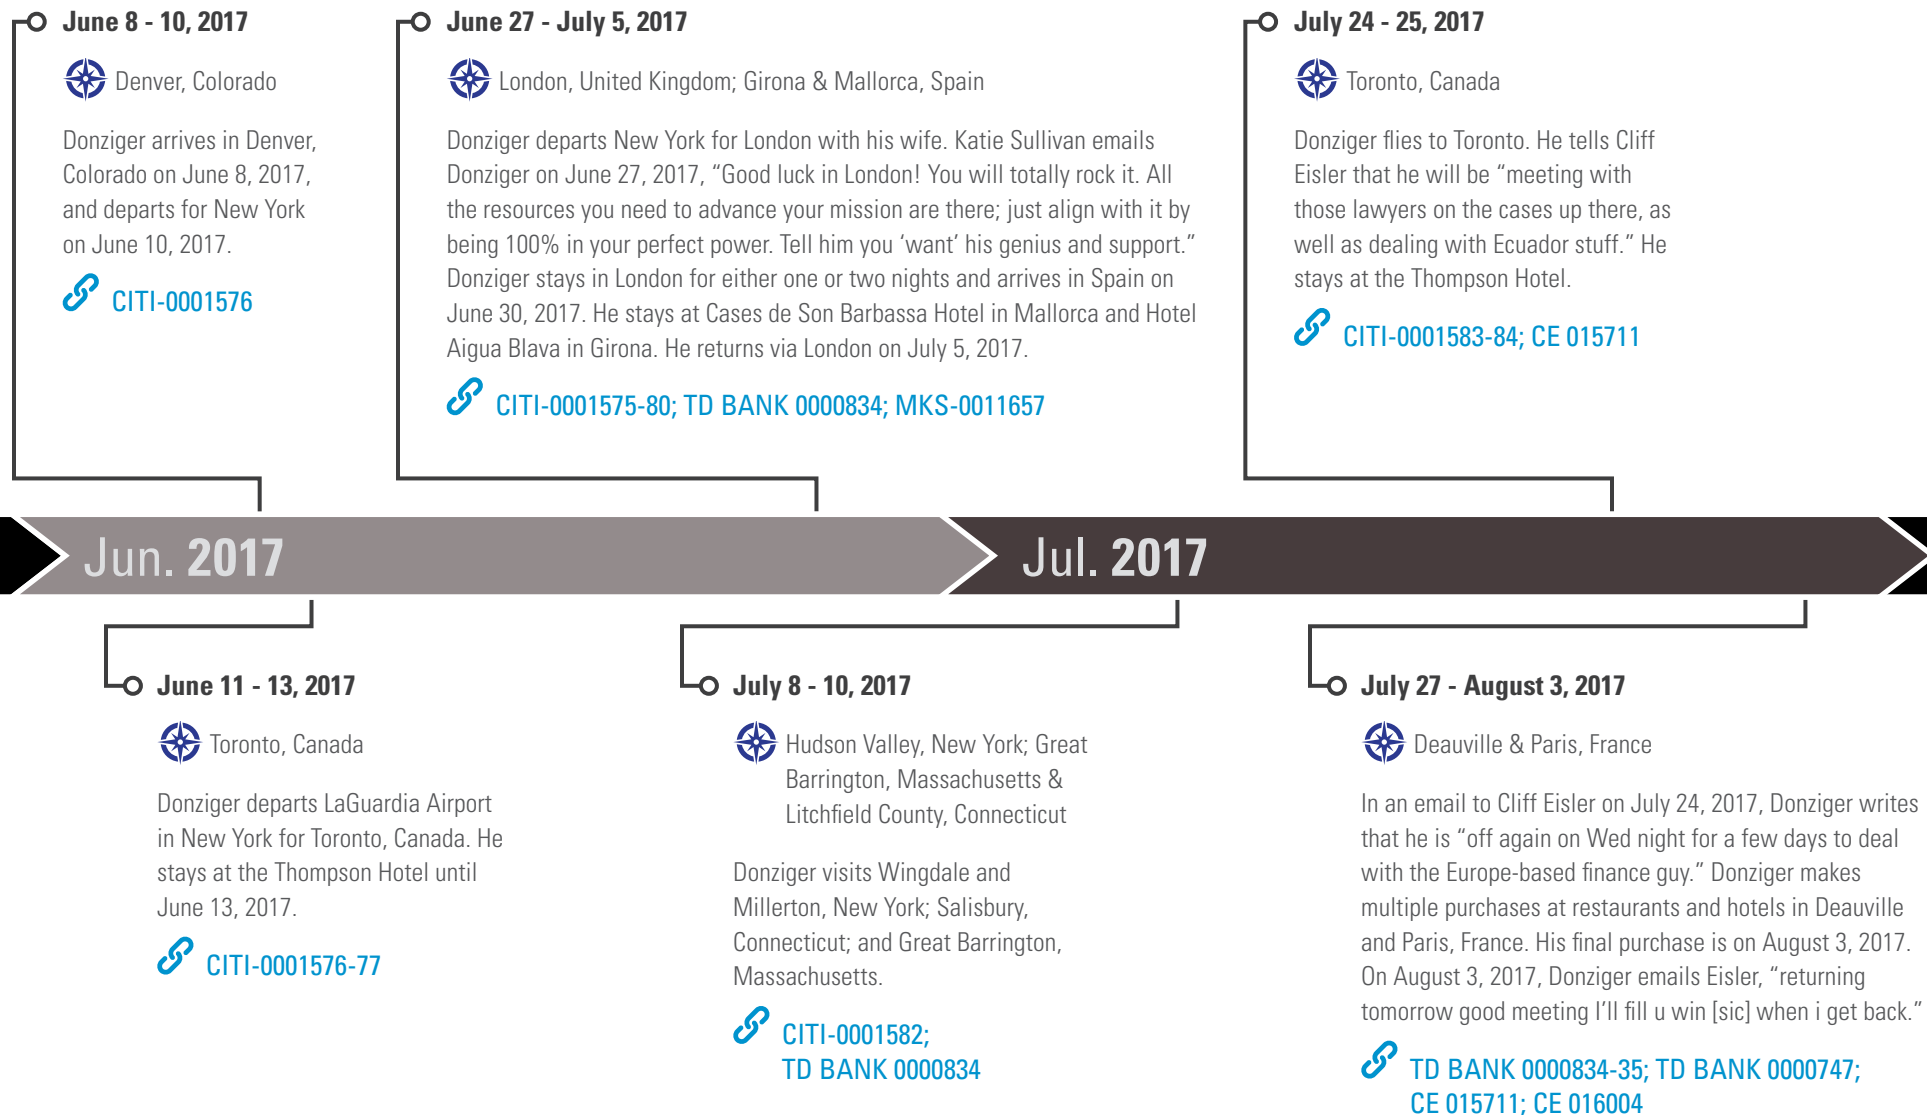 June 8 - 10, 2017
Denver, Colorado
Donziger arrives in Denver,
Colorado on June 8, 2017,
and departs for New York
on June 10, 2017.
CITI-0001576
June 27 - July 5, 2017
London, United Kingdom; Girona & Mallorca, Spain
Donziger departs New York for London with his wife. Katie Sullivan emails
Donziger on June 27, 2017, “Good luck in London! You will totally rock it. All
the resources you need to advance your mission are there; just align with it by
being 100% in your perfect power. Tell him you ‘want’ his genius and support.”
Donziger stays in London for either one or two nights and arrives in Spain on
June 30, 2017. He stays at Cases de Son Barbassa Hotel in Mallorca and Hotel
Aigua Blava in Girona. He returns via London on July 5, 2017.
CITI-0001575-80; TD BANK 0000834; MKS-0011657
July 24 - 25, 2017
Toronto, Canada
Donziger flies to Toronto. He tells Cliff
Eisler that he will be “meeting with
those lawyers on the cases up there, as
well as dealing with Ecuador stuff.” He
stays at the Thompson Hotel.
CITI-0001583-84; CE 015711
Jun. 2017
Jul. 2017
June 11 - 13, 2017
Toronto, Canada
Donziger departs LaGuardia Airport
in New York for Toronto, Canada. He
stays at the Thompson Hotel until
June 13, 2017.
CITI-0001576-77
July 8 - 10, 2017
Hudson Valley, New York; Great
Barrington, Massachusetts &
Litchfield County, Connecticut
Donziger visits Wingdale and
Millerton, New York; Salisbury,
Connecticut; and Great Barrington,
Massachusetts.
CITI-0001582;
TD BANK 0000834
July 27 - August 3, 2017
Deauville & Paris, France
In an email to Cliff Eisler on July 24, 2017, Donziger writes
that he is “off again on Wed night for a few days to deal
with the Europe-based finance guy.” Donziger makes
multiple purchases at restaurants and hotels in Deauville
and Paris, France. His final purchase is on August 3, 2017.
On August 3, 2017, Donziger emails Eisler, “returning
tomorrow good meeting I’ll fill u win [sic] when i get back.”
TD BANK 0000834-35; TD BANK 0000747;
CE 015711; CE 016004